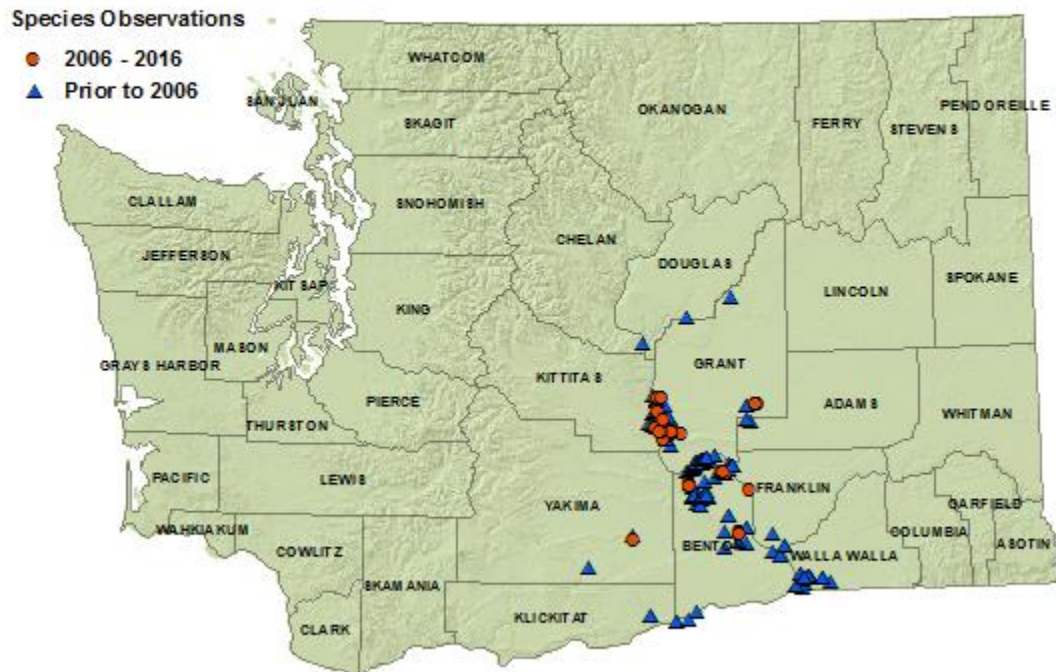 Species Observations
2006 - 2016
Prior to 2006
WHATCOM
SAN JUAN
OKANOGAN
PEND OREILLE
SKAGIT
FERRY
STEVENS
CLALLAM
SNOHOMISH
CHELAN
JEFFERSON
DOUGLAS
KITSAP
LINCOLN
SPOKANE
KING
MASON
GRAYS HARBOR
GRANT
KITTITAS
PIERCE
ADAMS
WHITMAN
THURSTON
PACIFIC
LEWIS
YAKIMA
FRANKLIN
GARFIELD
WAHKIAKUM
COLUMBIA
COWLITZ
BENTO
WALLA WALLA
ASOTIN
SKAMANIA
KLICKITAT
CLARK